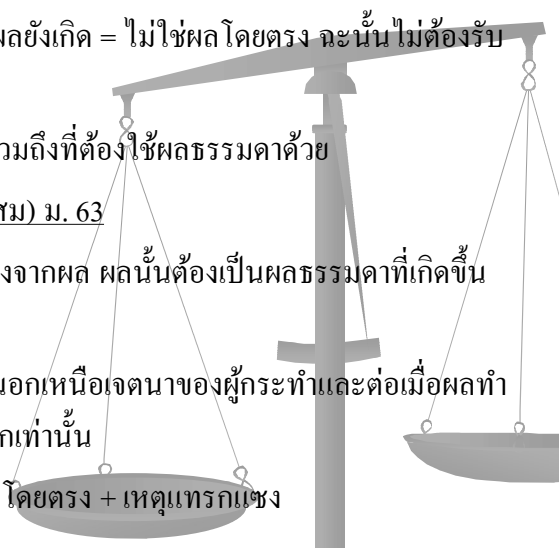 ผลยังเกิด = ไม่ใช่ผลโดยตรง ฉะนั้นไม่ต้องรับ
วมถึงที่ต้องใช้ผลธรรมดาด้วย
สม) ม. 63
งจากผล ผลนั้นต้องเป็นผลธรรมดาที่เกิดขึ้น
นอกเหนือเจตนาของผู้กระทำและต่อเมื่อผลทำ
กเท่านั้น
โดยตรง + เหตุแทรกแซง